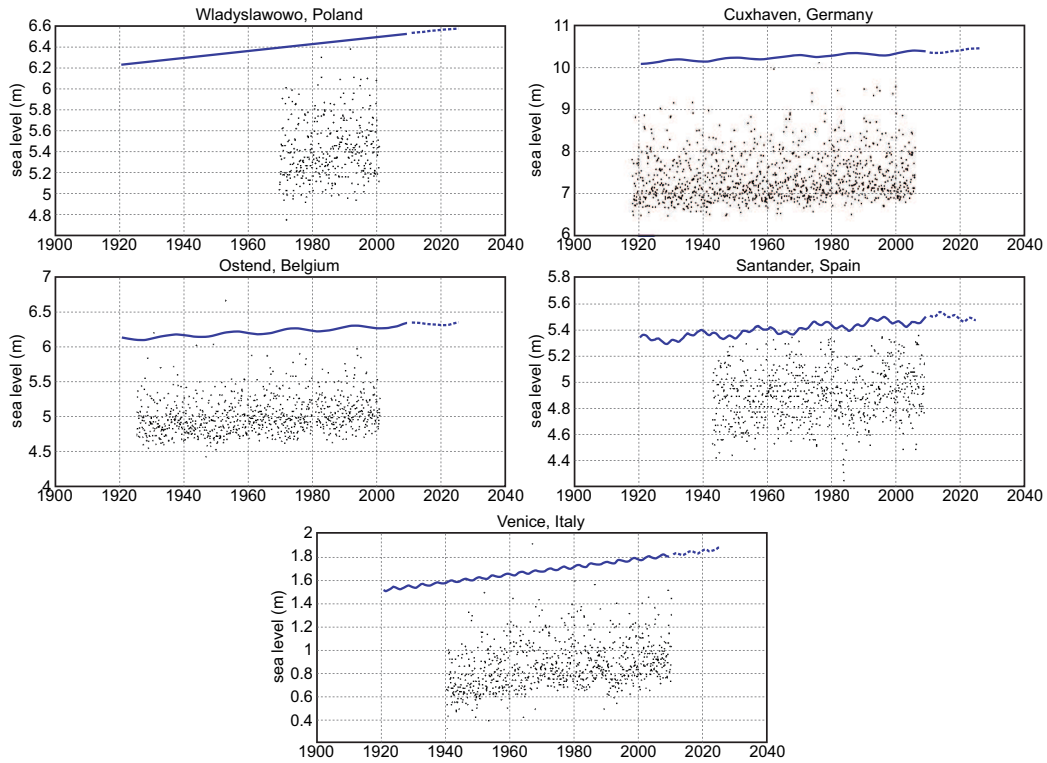 Wladyslawowo, Poland
6.6
6.4
6.2
6
5.8
5.6
5.4
5.2
5
4.8
sea level (m)
1900 1920 1940 1960 1980 2000 2020 2040
Cuxhaven, Germany
11
10
9
8
7
6
sea level (m)
1900 1920 1940 1960 1980 2000 2020 2040
Ostend, Belgium
7
6.5
6
5.5
5
4.5
4
sea level (m)
1900 1920 1940 1960 1980 2000 2020 2040
Santander, Spain
5.8
5.6
5.4
5.2
5
4.8
4.6
4.4
4.2
sea level (m)
1900 1920 1940 1960 1980 2000 2020 2040
Venice, Italy
2
1.8
1.6
1.4
1.2
1
0.8
0.6
0.4
sea level (m)
1900 1920 1940 1960 1980 2000 2020 2040